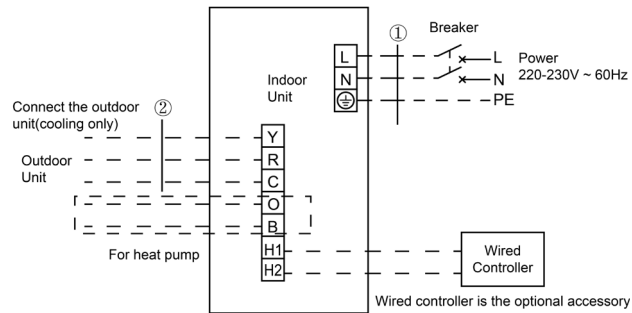 ① Breaker
L L Power
N N 220-230V ~ 60Hz
PE
Indoor
Unit
Connect the outdoor ②
unit(cooling only)
Y
Outdoor R
Unit C
O
B
For heat pump H1
H2
Wired
Controller
Wired controller is the optional accessory